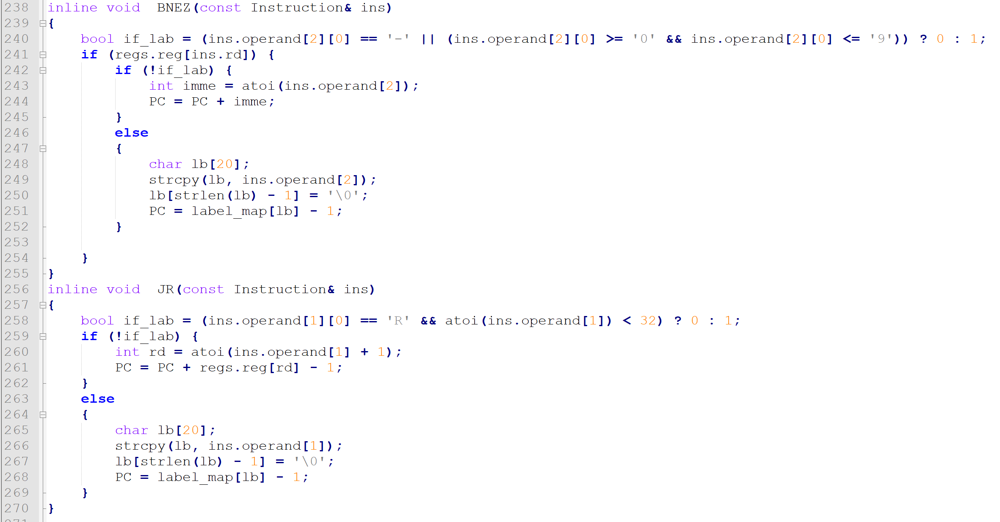 238 inline void  BNEZ(const Instruction& ins)
239 {
240     bool if_lab = (ins.operand[2][0] == '-' || (ins.operand[2][0] >= '0' && ins.operand[2][0] <= '9')) ? 0 : 1;
241     if (regs.reg[ins.rd]) {
242         if (!if_lab) {
243             int imme = atoi(ins.operand[2]);
244             PC = PC + imme;
245         }
246         else
247         {
248             char lb[20];
249             strcpy(lb, ins.operand[2]);
250             lb[strlen(lb) - 1] = '\0';
251             PC = label_map[lb] - 1;
252         }
253
254     }
255 }
256 inline void  JR(const Instruction& ins)
257 {
258     bool if_lab = (ins.operand[1][0] == 'R' && atoi(ins.operand[1]) < 32) ? 0 : 1;
259     if (!if_lab) {
260         int rd = atoi(ins.operand[1] + 1);
261         PC = PC + regs.reg[rd] - 1;
262     }
263     else
264     {
265         char lb[20];
266         strcpy(lb, ins.operand[1]);
267         lb[strlen(lb) - 1] = '\0';
268         PC = label_map[lb] - 1;
269     }
270 }